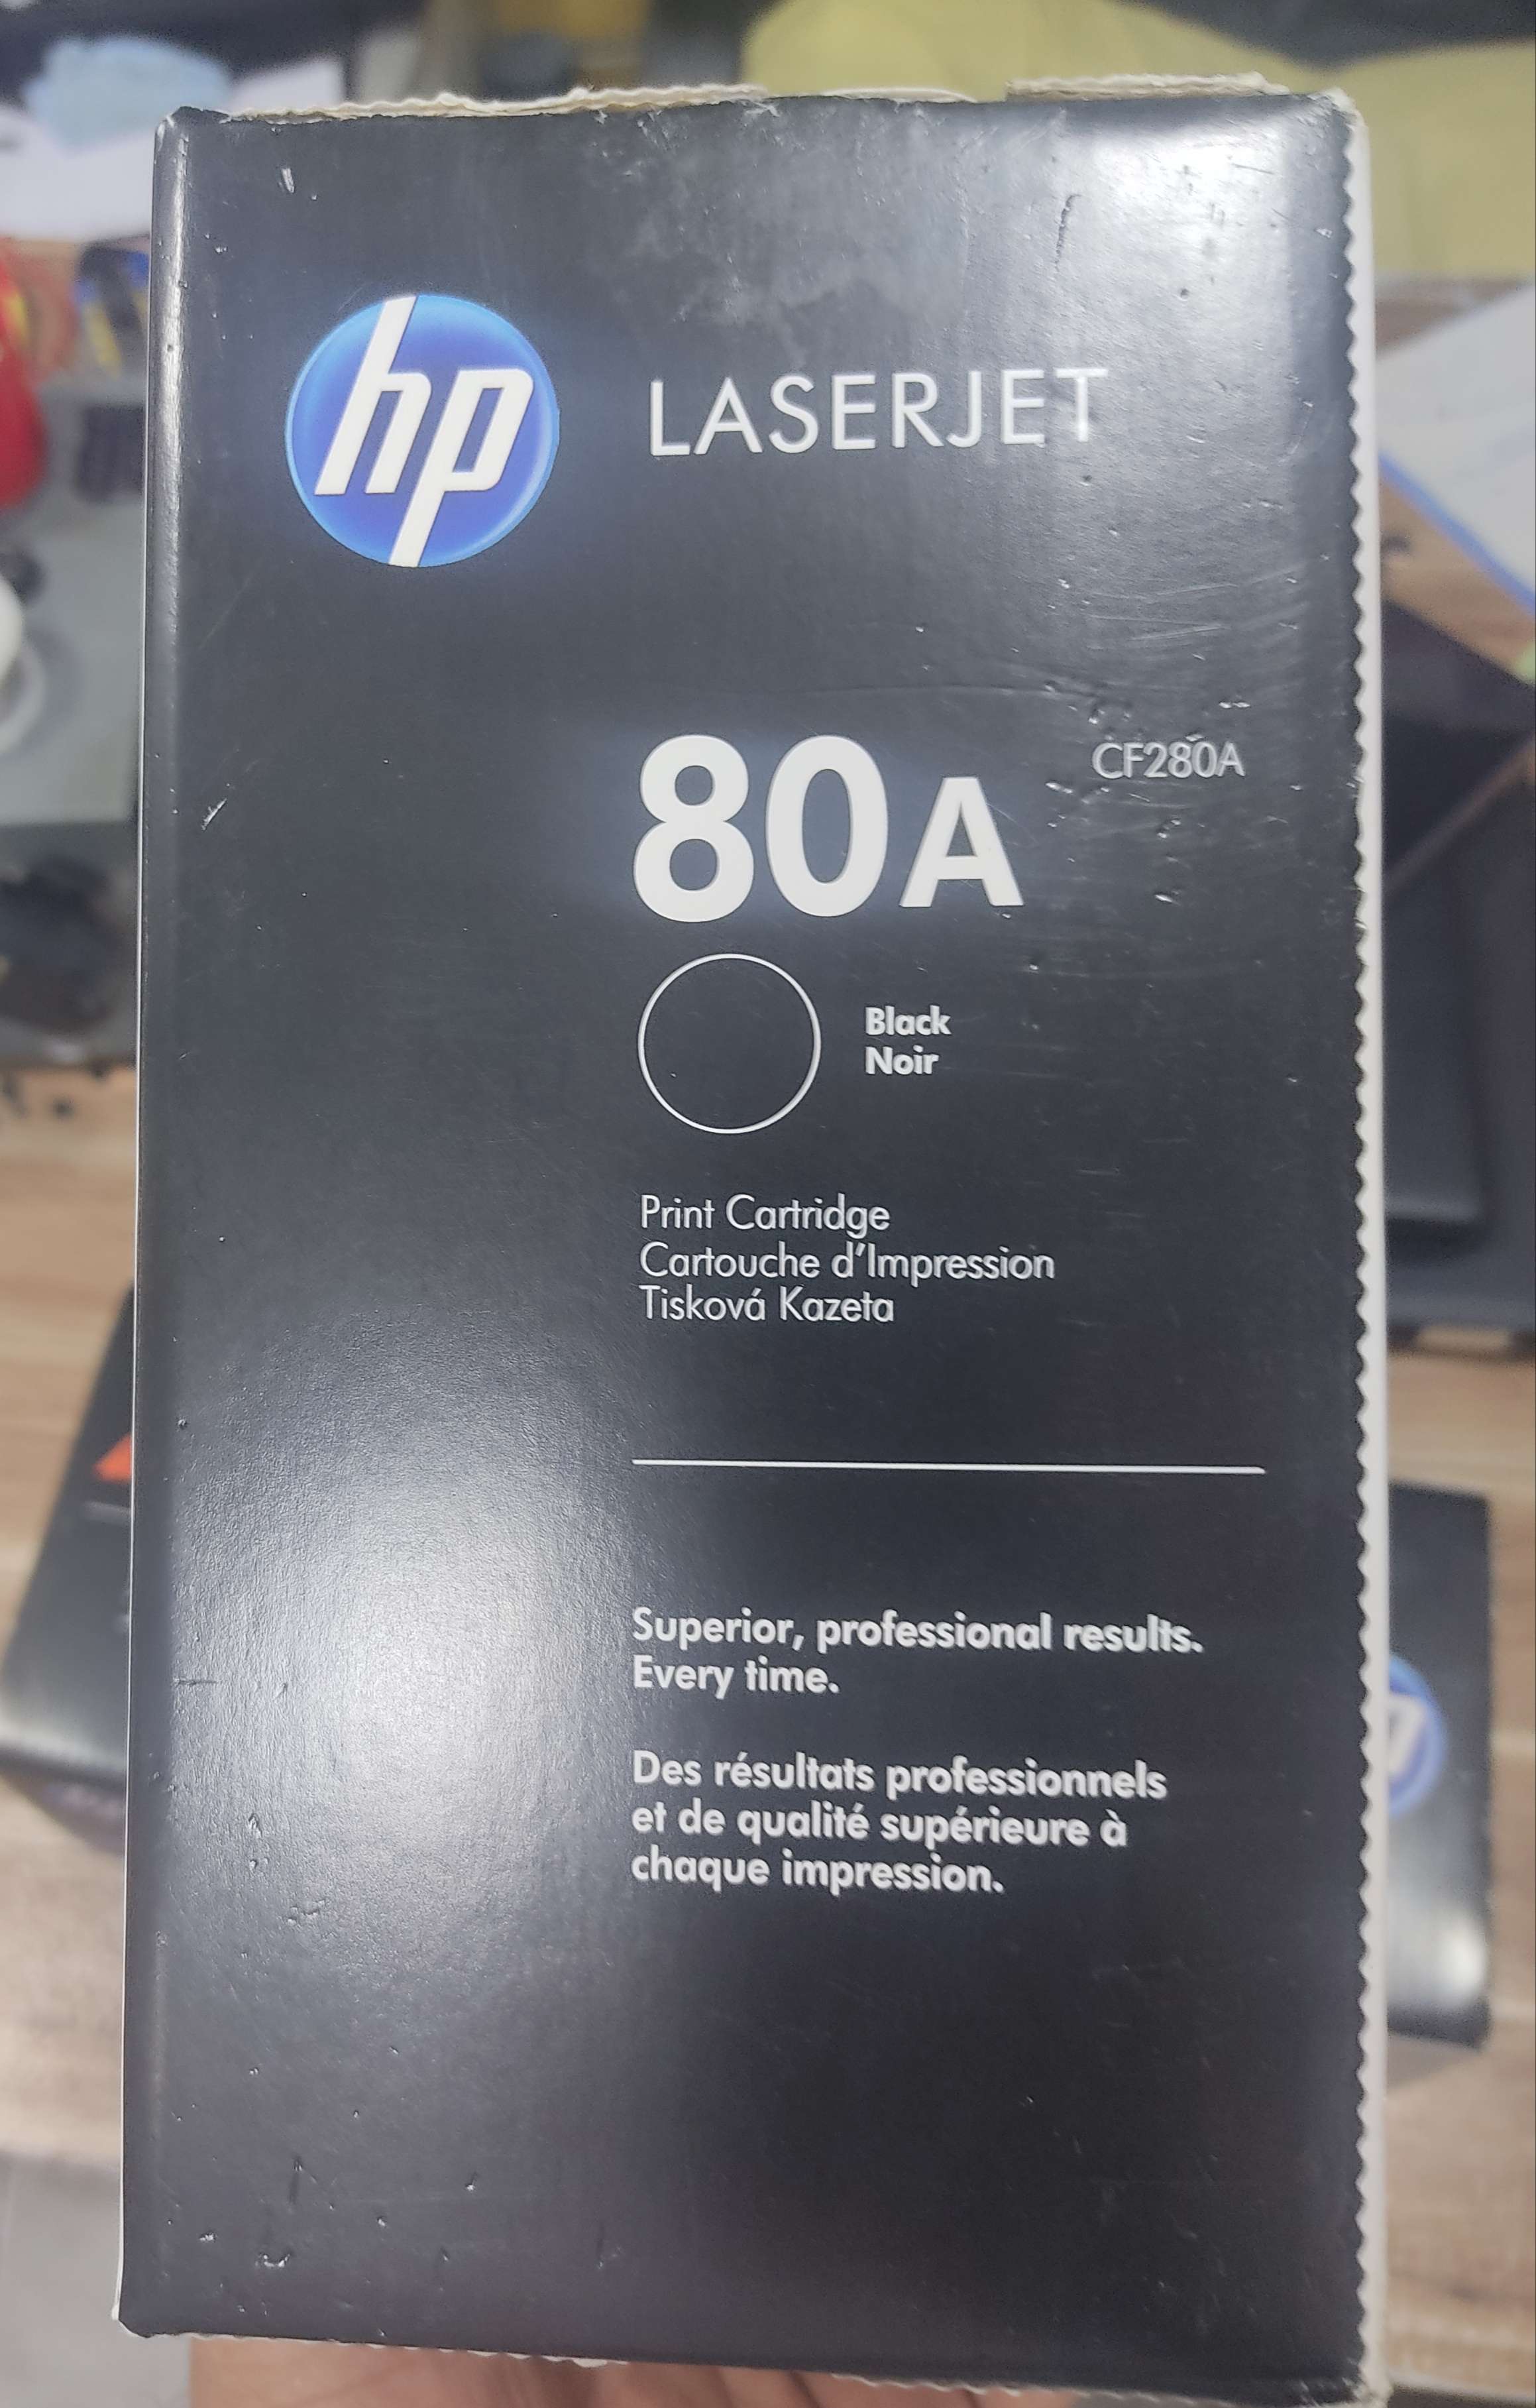 hp
LASERJET
80A
CF280A
Black
Noir
Print Cartridge
Cartouche d'Impression
Tisková Kazeta
Superior, professional results.
Every time.
Des résultats professionnels
et de qualité supérieure à
chaque impression.